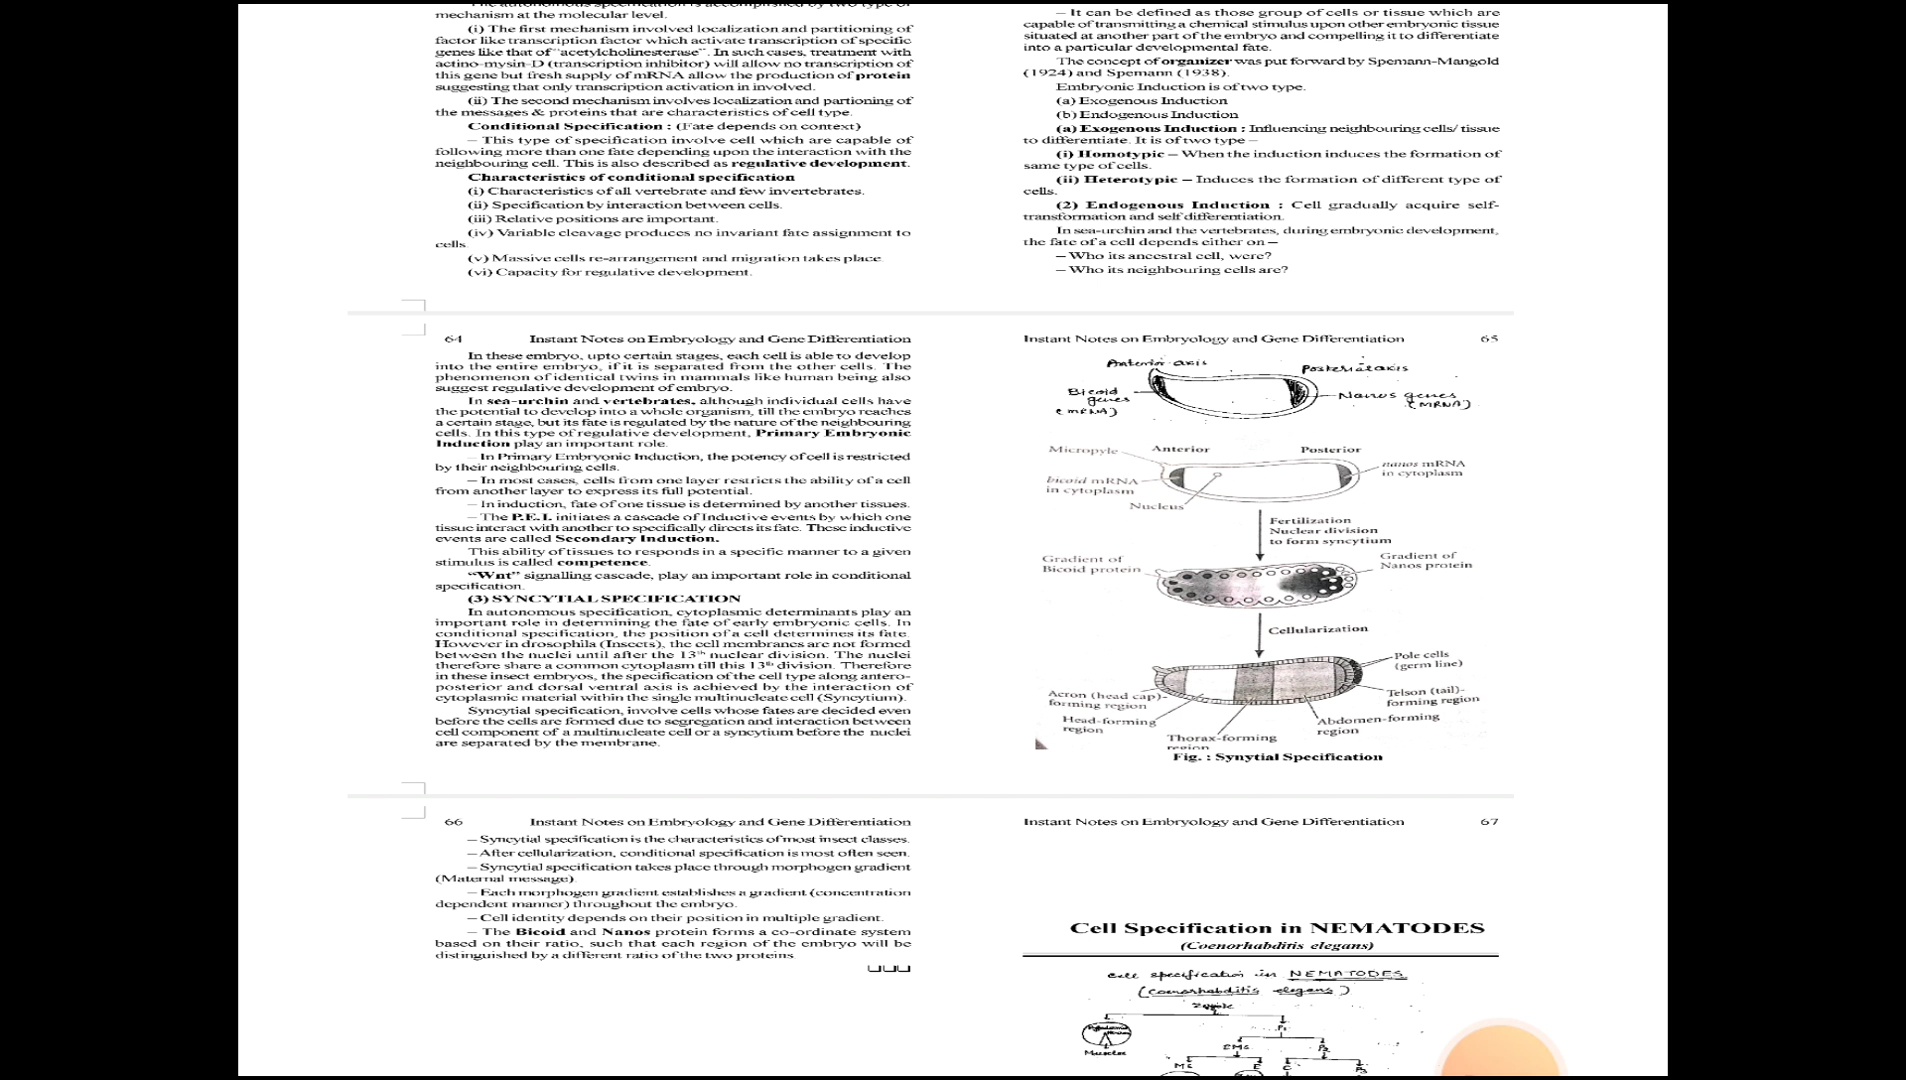 mechanism at the molecular level.
(i) The first mechanism involved localization and partitioning of
factor like transcription factor which activate transcription of specific
genes like that of "acetylcholinesterase". In such cases, treatment with
actino-mysin-D (transcription inhibitor) will allow no transcription of
this gene but fresh supply of mRNA allow the production of protein
suggesting that only transcription activation in involved.
(ii) The second mechanism involves localization and partioning of
the messages & proteins that are characteristics of cell type.
Conditional Specification : (Fate depends on context)
– This type of specification involve cell which are capable of
following more than one fate depending upon the interaction with the
neighbouring cell. This is also described as regulative development.
Characteristics of conditional specification
(i) Characteristics of all vertebrate and few invertebrates.
(ii) Specification by interaction between cells.
(iii) Relative positions are important.
(iv) Variable cleavage produces no invariant fate assignment to
cells.
(v) Massive cells re-arrangement and migration takes place.
(vi) Capacity for regulative development.
– It can be defined as those group of cells or tissue which are
capable of transmitting a chemical stimulus upon other embryonic tissue
situated at another part of the embryo and compelling it to differentiate
into a particular developmental fate.
The concept of organizer was put forward by Spemann-Mangold
(1924) and Spemann (1938).
Embryonic Induction is of two type.
(a) Exogenous Induction
(b) Endogenous Induction
(a) Exogenous Induction : Influencing neighbouring cells/ tissue
to differentiate. It is of two type –
(i) Homotypic – When the induction induces the formation of
same type of cells.
(ii) Heterotypic – Induces the formation of different type of
cells.
(2) Endogenous Induction : Cell gradually acquire self-
transformation and self differentiation.
In sea-urchin and the vertebrates, during embryonic development,
the fate of a cell depends either on –
– Who its ancestral cell, were?
– Who its neighbouring cells are?
64 Instant Notes on Embryology and Gene Differentiation
In these embryo, upto certain stages, each cell is able to develop
into the entire embryo, if it is separated from the other cells. The
phenomenon of identical twins in mammals like human being also
suggest regulative development of embryo.
In sea-urchin and vertebrates, although individual cells have
the potential to develop into a whole organism, till the embryo reaches
a certain stage, but its fate is regulated by the nature of the neighbouring
cells. In this type of regulative development, Primary Embryonic
Induction play an important role.
– In Primary Embryonic Induction, the potency of cell is restricted
by their neighbouring cells.
– In most cases, cells from one layer restricts the ability of a cell
from another layer to express its full potential.
– In induction, fate of one tissue is determined by another tissues.
– The P.E.I. initiates a cascade of Inductive events by which one
tissue interact with another to specifically directs its fate. These inductive
events are called Secondary Induction.
This ability of tissues to responds in a specific manner to a given
stimulus is called competence.
"Wnt" signalling cascade, play an important role in conditional
specification.
(3) SYNCYTIAL SPECIFICATION
In autonomous specification, cytoplasmic determinants play an
important role in determining the fate of early embryonic cells. In
conditional specification, the position of a cell determines its fate.
However in drosophila (Insects), the cell membranes are not formed
between the nuclei until after the 13th nuclear division. The nuclei
therefore share a common cytoplasm till this 13th division. Therefore
in these insect embryos, the specification of the cell type along antero-
posterior and dorsal ventral axis is achieved by the interaction of
cytoplasmic material within the single multinucleate cell (Syncytium).
Syncytial specification, involve cells whose fates are decided even
before the cells are formed due to segregation and interaction between
cell component of a multinucleate cell or a syncytium before the nuclei
are separated by the membrane.
Instant Notes on Embryology and Gene Differentiation 65
Anterior axis
Posterial axis
Bicoid
genes
(mRNA)
Nanos genes
(mRNA)
Micropyle
Anterior
Posterior
bicoid mRNA
in cytoplasm
nanos mRNA
in cytoplasm
Nucleus
Fertilization
Nuclear division
to form syncytium
Gradient of
Bicoid protein
Gradient of
Nanos protein
Cellularization
Pole cells
(germ line)
Acron (head cap)-
forming region
Telson (tail)-
forming region
Head-forming
region
Abdomen-forming
region
Thorax-forming
region
Fig. : Synytial Specification
66 Instant Notes on Embryology and Gene Differentiation
– Syncytial specification is the characteristics of most insect classes.
– After cellularization, conditional specification is most often seen.
– Syncytial specification takes place through morphogen gradient
(Maternal message).
– Each morphogen gradient establishes a gradient (concentration
dependent manner) throughout the embryo.
– Cell identity depends on their position in multiple gradient.
– The Bicoid and Nanos protein forms a co-ordinate system
based on their ratio, such that each region of the embryo will be
distinguished by a different ratio of the two proteins.
Instant Notes on Embryology and Gene Differentiation 67
Cell Specification in NEMATODES
(Coenorhabditis elegans)
cell specification in NEMATODES
(coenorhabditis elegans)
Zygote
P1
Muscles
EMs
P2
Ms
E
C
P3